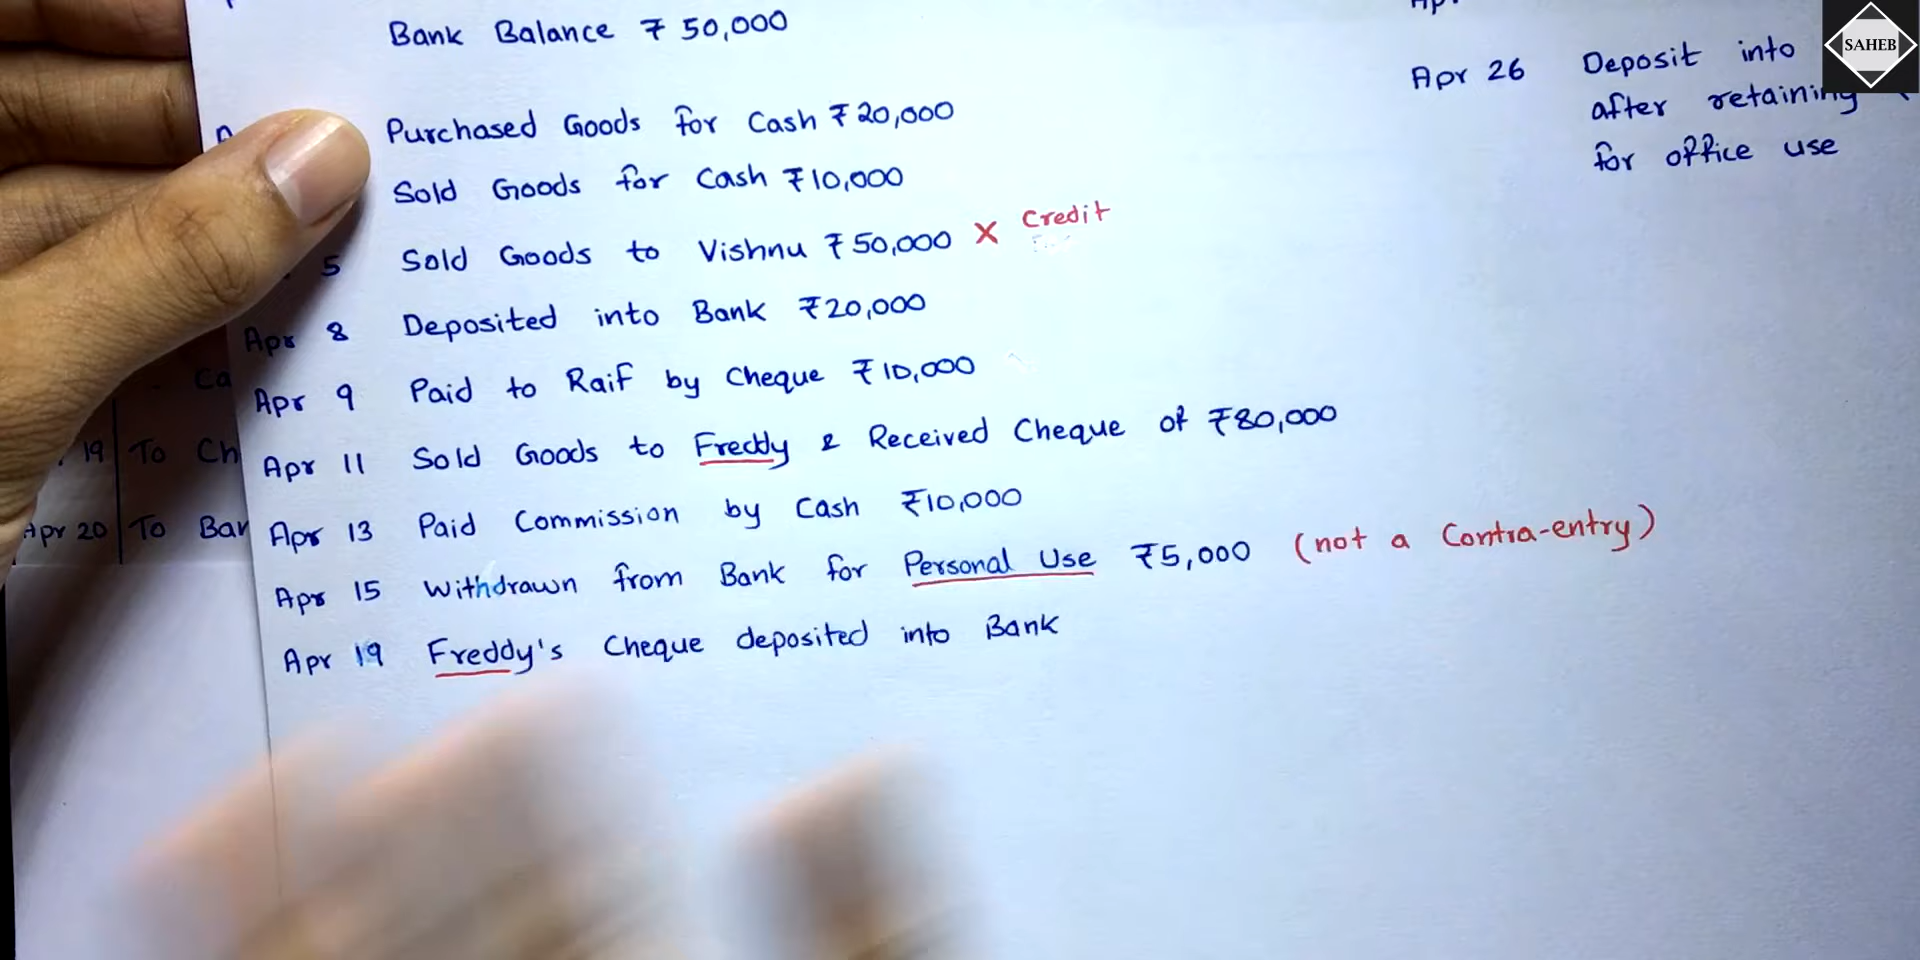 Bank Balance ₹ 50,000
Purchased Goods for Cash ₹20,000
Sold Goods for Cash ₹10,000
5 Sold Goods to Vishnu ₹50,000 X Credit
Apr 8 Deposited into Bank ₹20,000
Apr 9 Paid to Raif by Cheque ₹10,000
Apr 11 Sold Goods to Freddy & Received Cheque of ₹80,000
Apr 13 Paid Commission by Cash ₹10,000
Apr 15 Withdrawn from Bank for Personal Use ₹5,000 (not a Contra-entry)
Apr 19 Freddy's Cheque deposited into Bank
Apr 26 Deposit into
after retaining
for office use
Ca
19 To Ch
Apr 20 To Ban
SAHEB